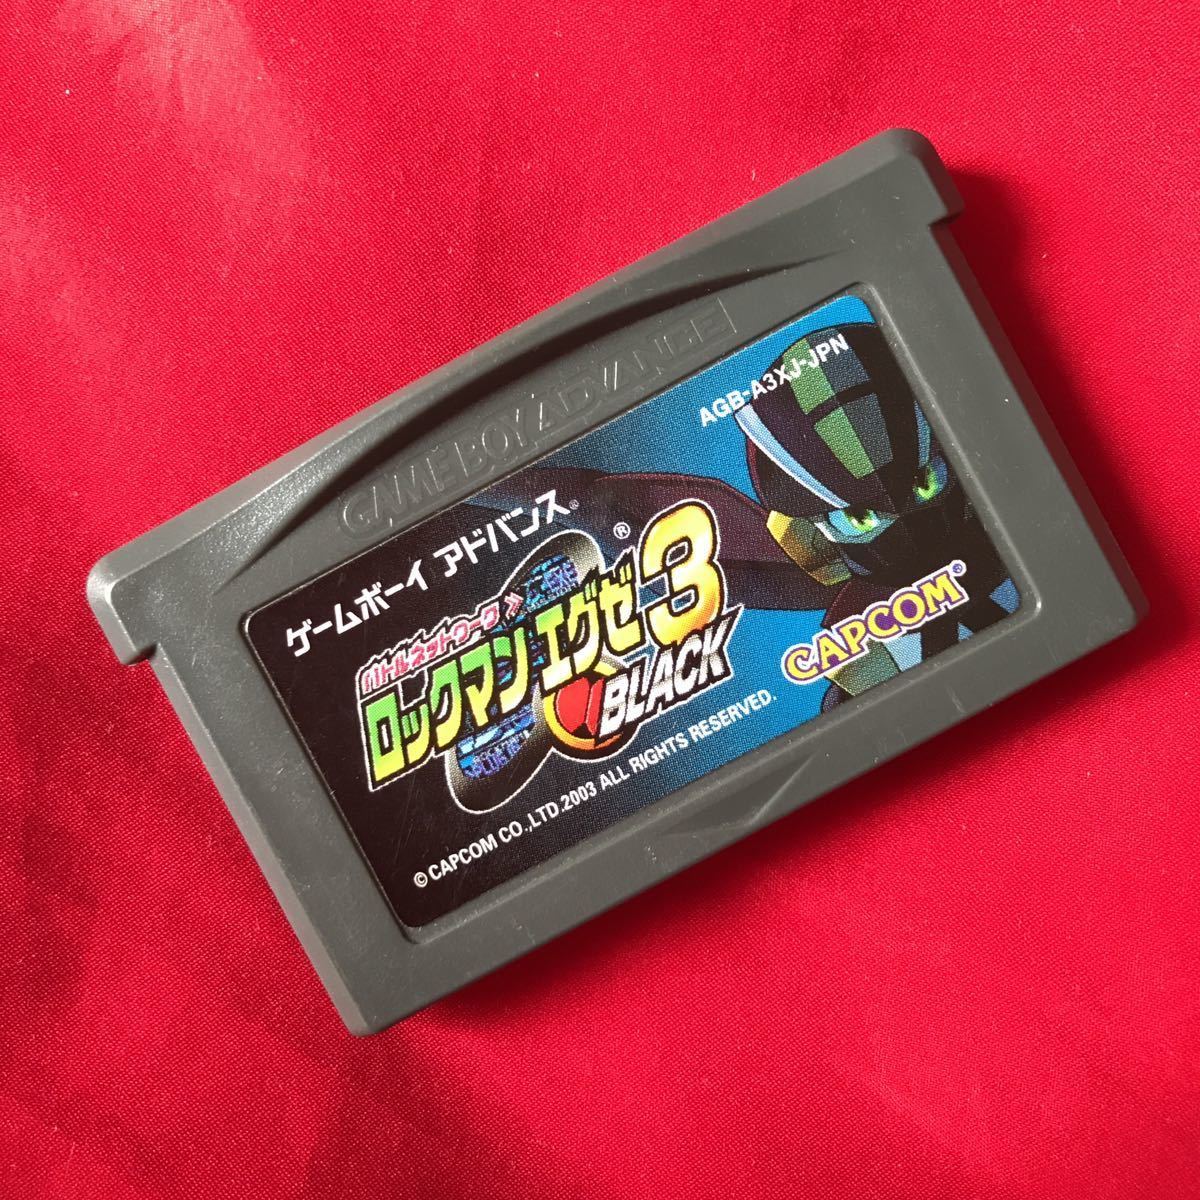 GAME BOY ADVANCE
AGB-A3XJ-JPN
ゲームボーイ アドバンス®
バトルネットワーク》
ロックマン エグゼ3®
BLACK
CAPCOM®
© CAPCOM CO.,LTD.2003 ALL RIGHTS RESERVED.